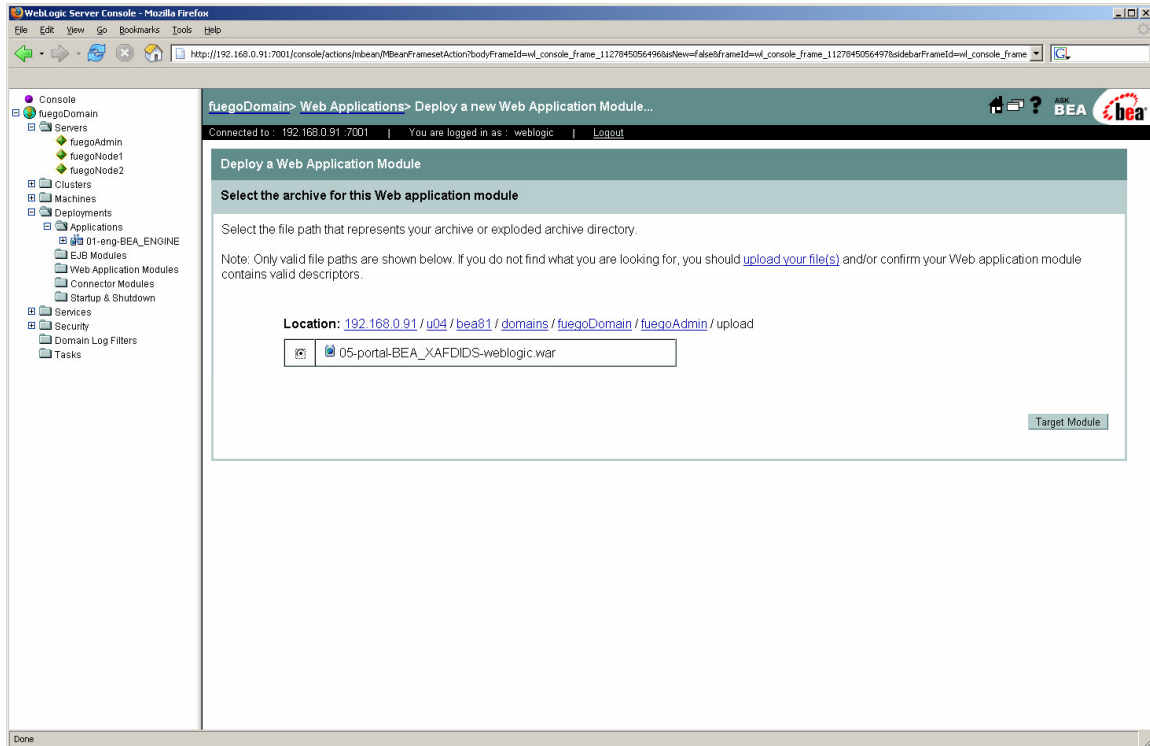 WebLogic Server Console - Mozilla Firefox
File Edit View Go Bookmarks Tools Help
http://192.168.0.91:7001/console/actions/mbean/MBeanFramesetAction?bodyFrameId=wl_console_frame_1127845056496&isNew=false&frameId=wl_console_frame_1127845056497&sidebarFrameId=wl_console_frame
Console
fuegoDomain
Servers
fuegoAdmin
fuegoNode1
fuegoNode2
Clusters
Machines
Deployments
Applications
01-eng-BEA_ENGINE
EJB Modules
Web Application Modules
Connector Modules
Startup & Shutdown
Services
Security
Domain Log Filters
Tasks
fuegoDomain> Web Applications> Deploy a new Web Application Module...
? ASK BEA bea
Connected to : 192.168.0.91 :7001 | You are logged in as : weblogic | Logout
Deploy a Web Application Module
Select the archive for this Web application module
Select the file path that represents your archive or exploded archive directory.
Note: Only valid file paths are shown below. If you do not find what you are looking for, you should upload your file(s) and/or confirm your Web application module
contains valid descriptors.
Location: 192.168.0.91 / u04 / bea81 / domains / fuegoDomain / fuegoAdmin / upload
05-portal-BEA_XAFDIDS-weblogic.war
Target Module
Done